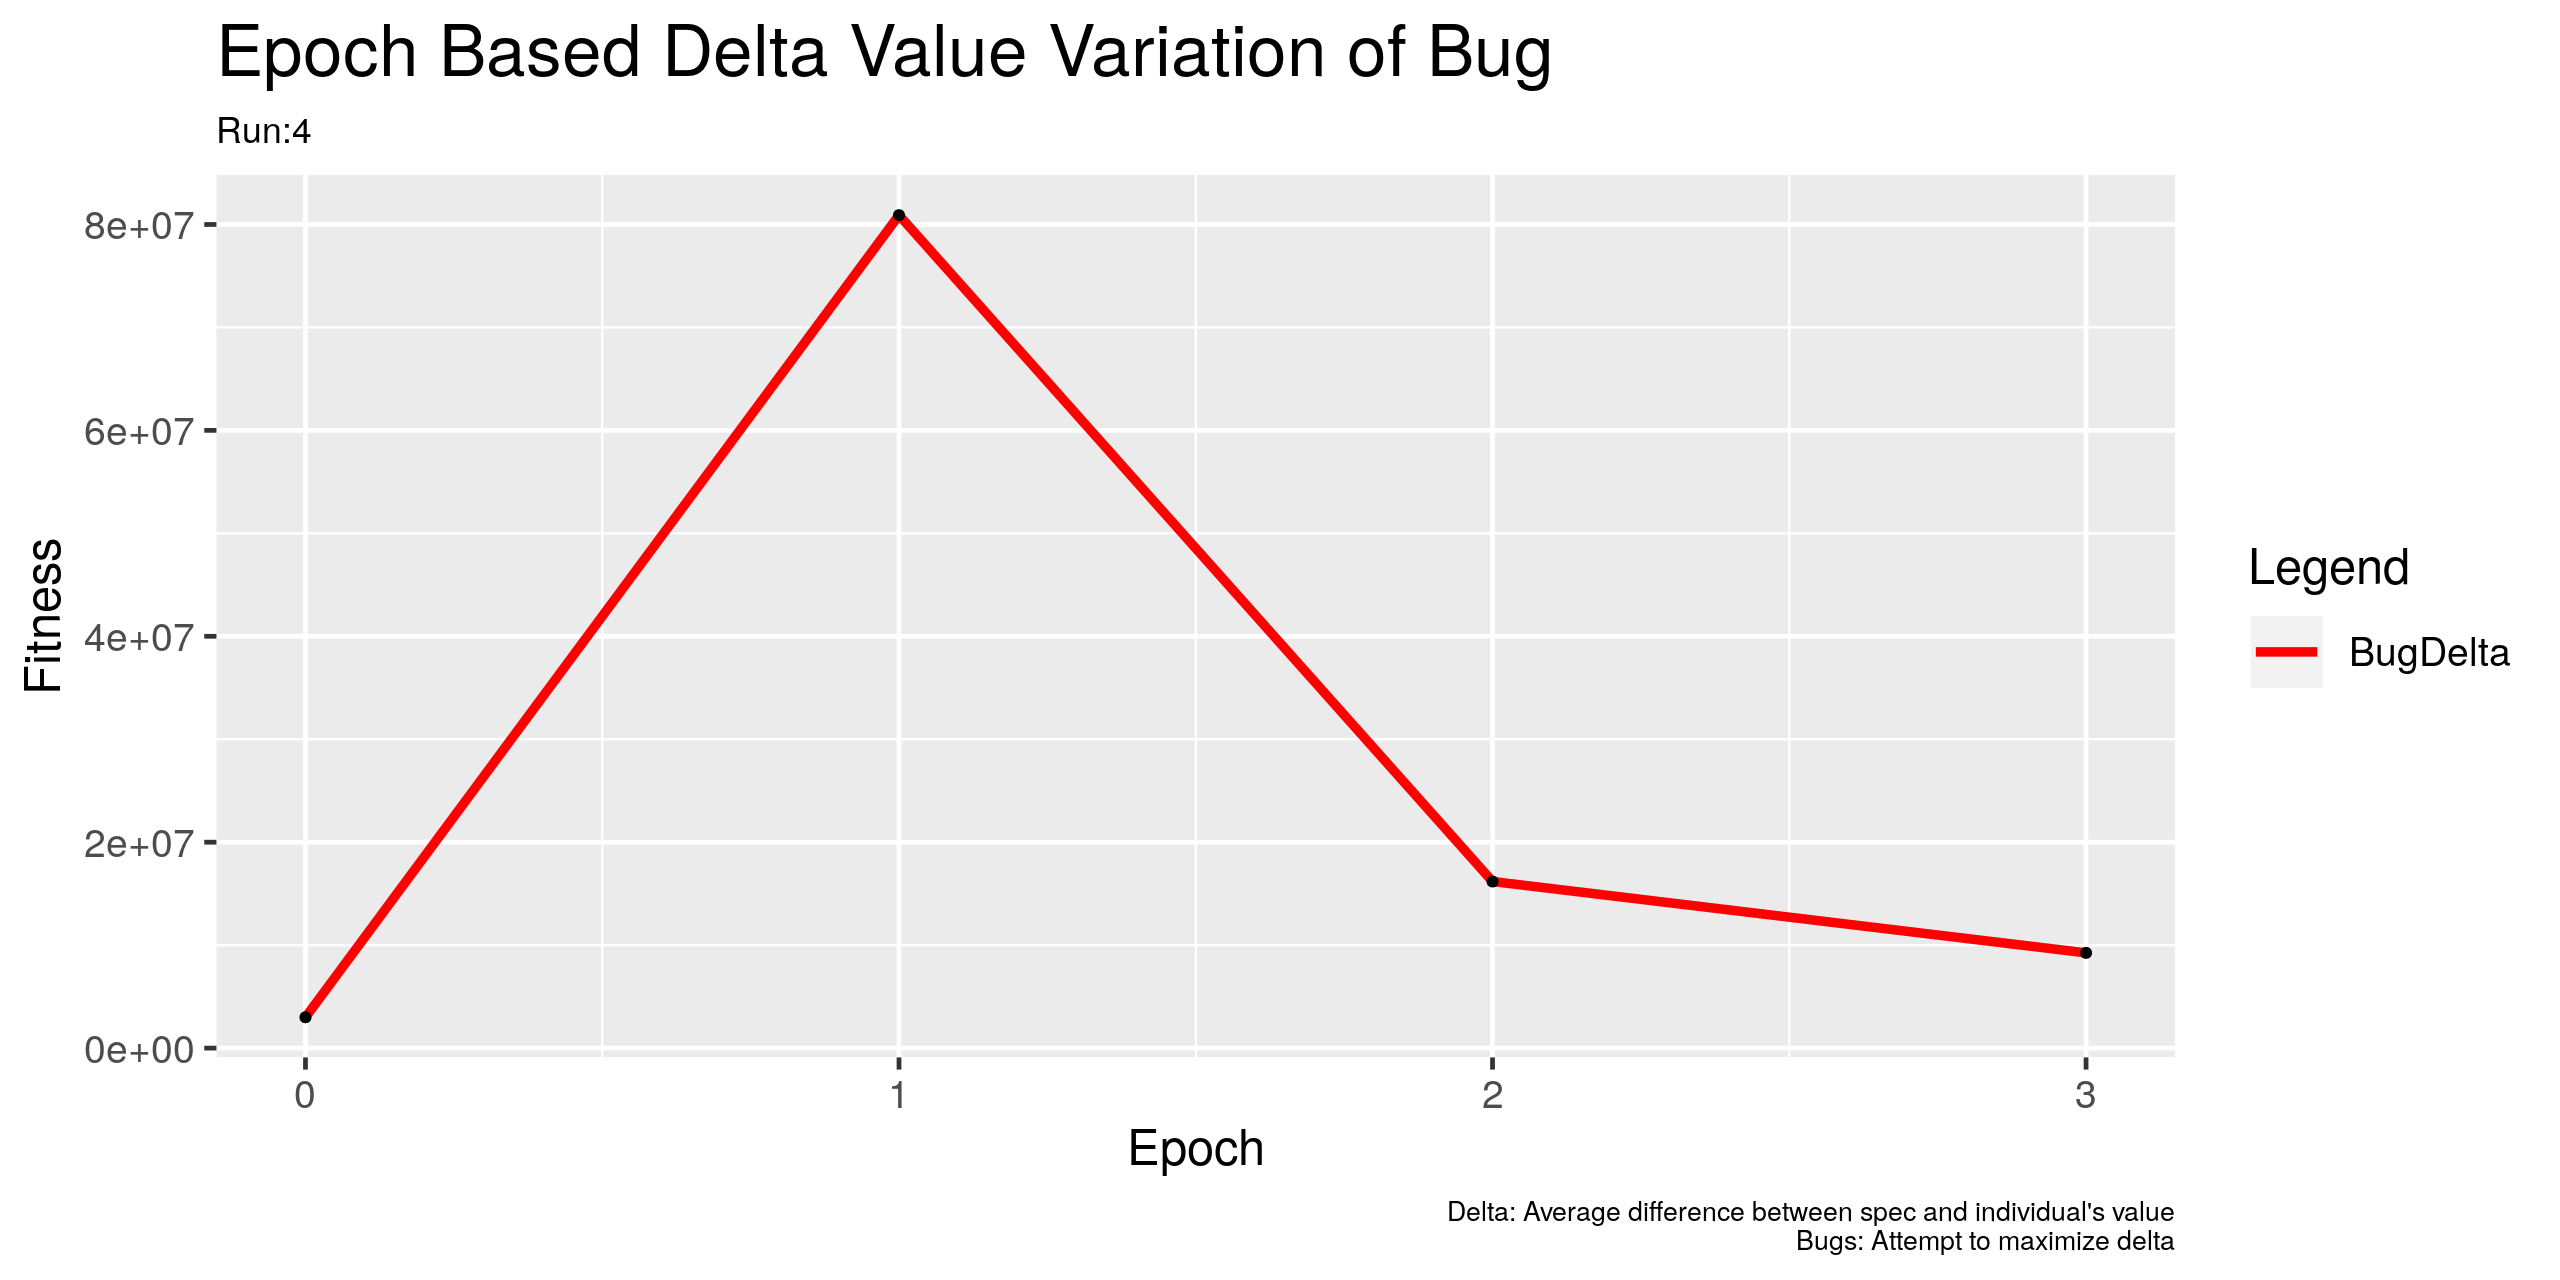 Epoch Based Delta Value Variation of Bug
Run:4
8e+07
6e+07
4e+07
2e+07
0e+00
Fitness
0
1
2
3
Epoch
Legend
BugDelta
Delta: Average difference between spec and individual's value
Bugs: Attempt to maximize delta